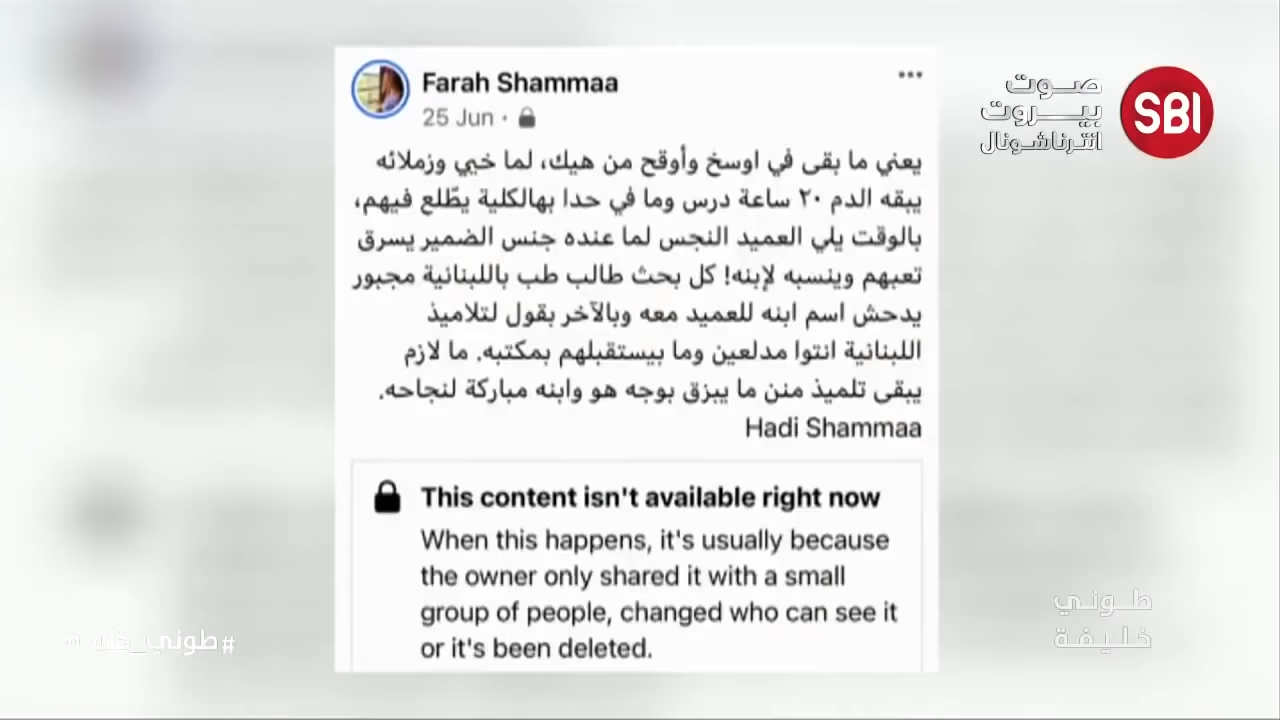 Farah Shammaa
25 Jun
يعني ما بقى في اوسخ وأوقح من هيك، لما خيي وزملائه
يبقه الدم ٢٠ ساعة درس وما في حدا بهالكلية يطّلع فيهم،
بالوقت يلي العميد النجس لما عنده جنس الضمير يسرق
تعبهم وينسبه لإبنه! كل بحث طالب طب باللبنانية مجبور
يدحش اسم ابنه للعميد معه وبالآخر بقول لتلاميذ
اللبنانية انتوا مدلعين وما بيستقبلهم بمكتبه. ما لازم
يبقى تلميذ منن ما يبزق بوجه هو وابنه مباركة لنجاحه.
Hadi Shammaa
This content isn't available right now
When this happens, it's usually because
the owner only shared it with a small
group of people, changed who can see it
or it's been deleted.
صوت
بيروت
انترناشونال
SBI
طوني
خليفة
#طوني_خليفة